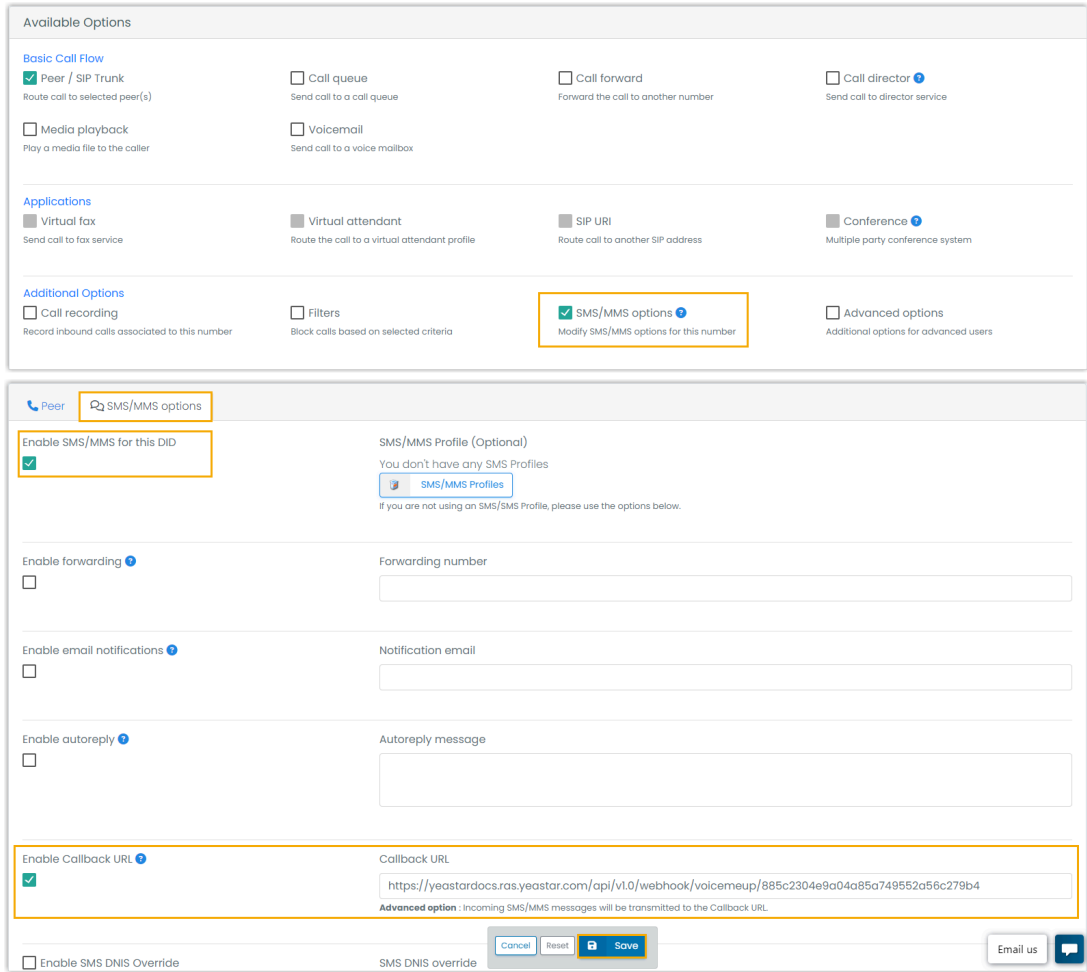 Available Options
Basic Call Flow
Peer / SIP Trunk
Route call to selected peer(s)
Call queue
Send call to a call queue
Call forward
Forward the call to another number
Call director
Send call to director service
Media playback
Play a media file to the caller
Voicemail
Send call to a voice mailbox
Applications
Virtual fax
Send call to fax service
Virtual attendant
Route the call to a virtual attendant profile
SIP URI
Route call to another SIP address
Conference
Multiple party conference system
Additional Options
Call recording
Record inbound calls associated to this number
Filters
Block calls based on selected criteria
SMS/MMS options
Modify SMS/MMS options for this number
Advanced options
Additional options for advanced users
Peer
SMS/MMS options
Enable SMS/MMS for this DID
SMS/MMS Profile (Optional)
You don't have any SMS Profiles
SMS/MMS Profiles
If you are not using an SMS/SMS Profile, please use the options below.
Enable forwarding
Forwarding number
Enable email notifications
Notification email
Enable autoreply
Autoreply message
Enable Callback URL
Callback URL
https://yeastardocs.ras.yeastar.com/api/v1.0/webhook/voicemeup/885c2304e9a04a85a749552a56c279b4
Advanced option : Incoming SMS/MMS messages will be transmitted to the Callback URL.
Cancel
Reset
Save
Email us
Enable SMS DNIS Override
SMS DNIS override